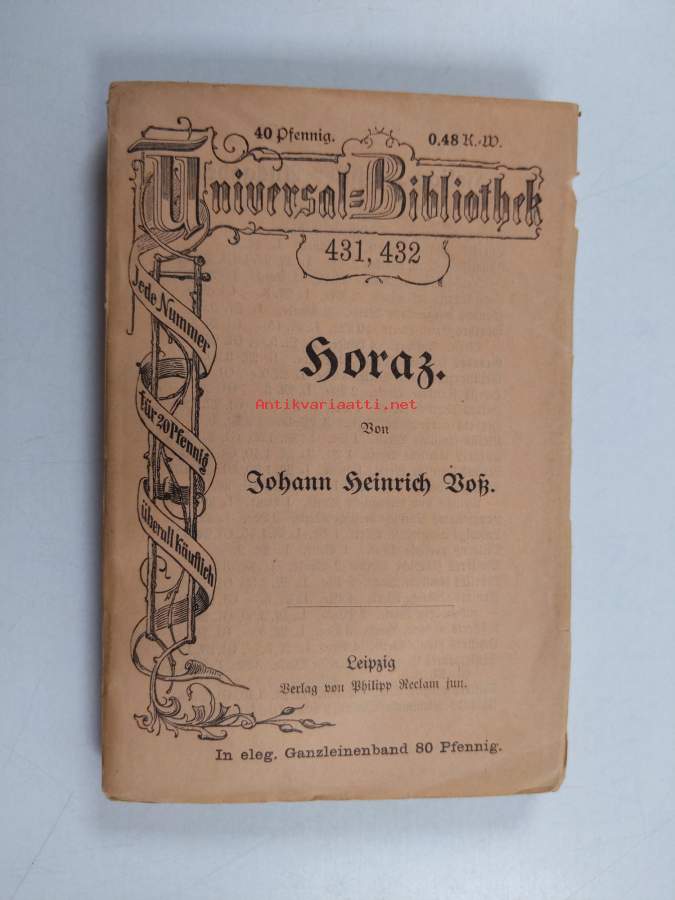 40 Pfennig. 0.48 K.-W.
Universal-Bibliothek
431, 432
Jede Nummer
für 20 Pfennig
überall käuflich
Horaz.
Antikvariaatti.net
Von
Johann Heinrich Voß.
Leipzig
Verlag von Philipp Reclam jun.
In eleg. Ganzleinenband 80 Pfennig.